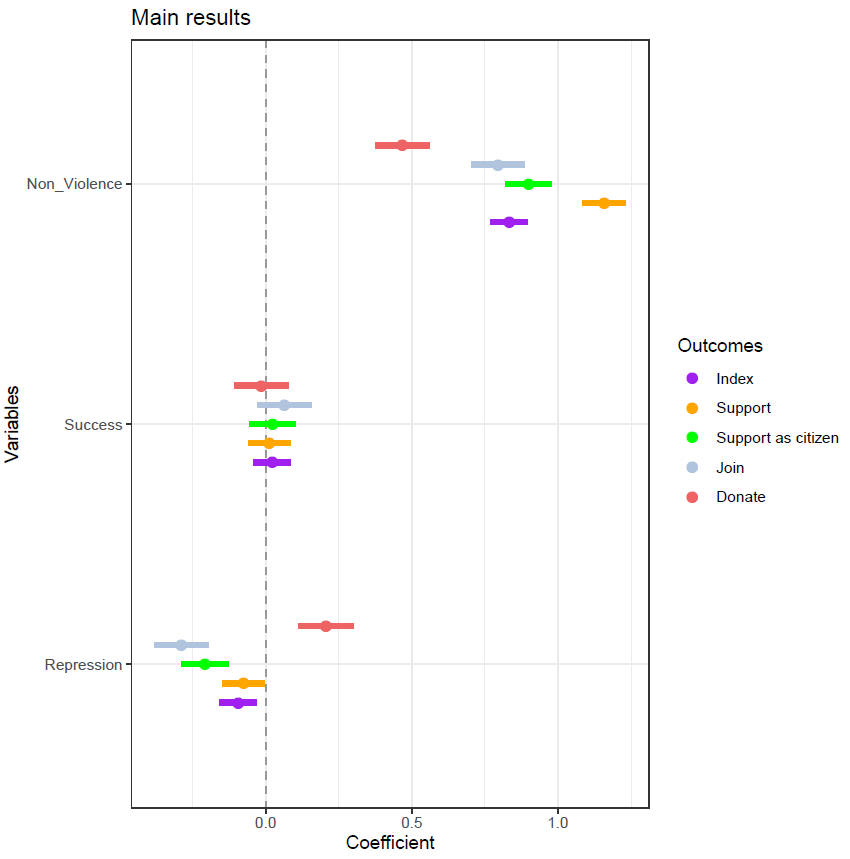 Main results
Non_Violence
Success
Repression
Variables
0.0
0.5
1.0
Coefficient
Outcomes
Index
Support
Support as citizen
Join
Donate